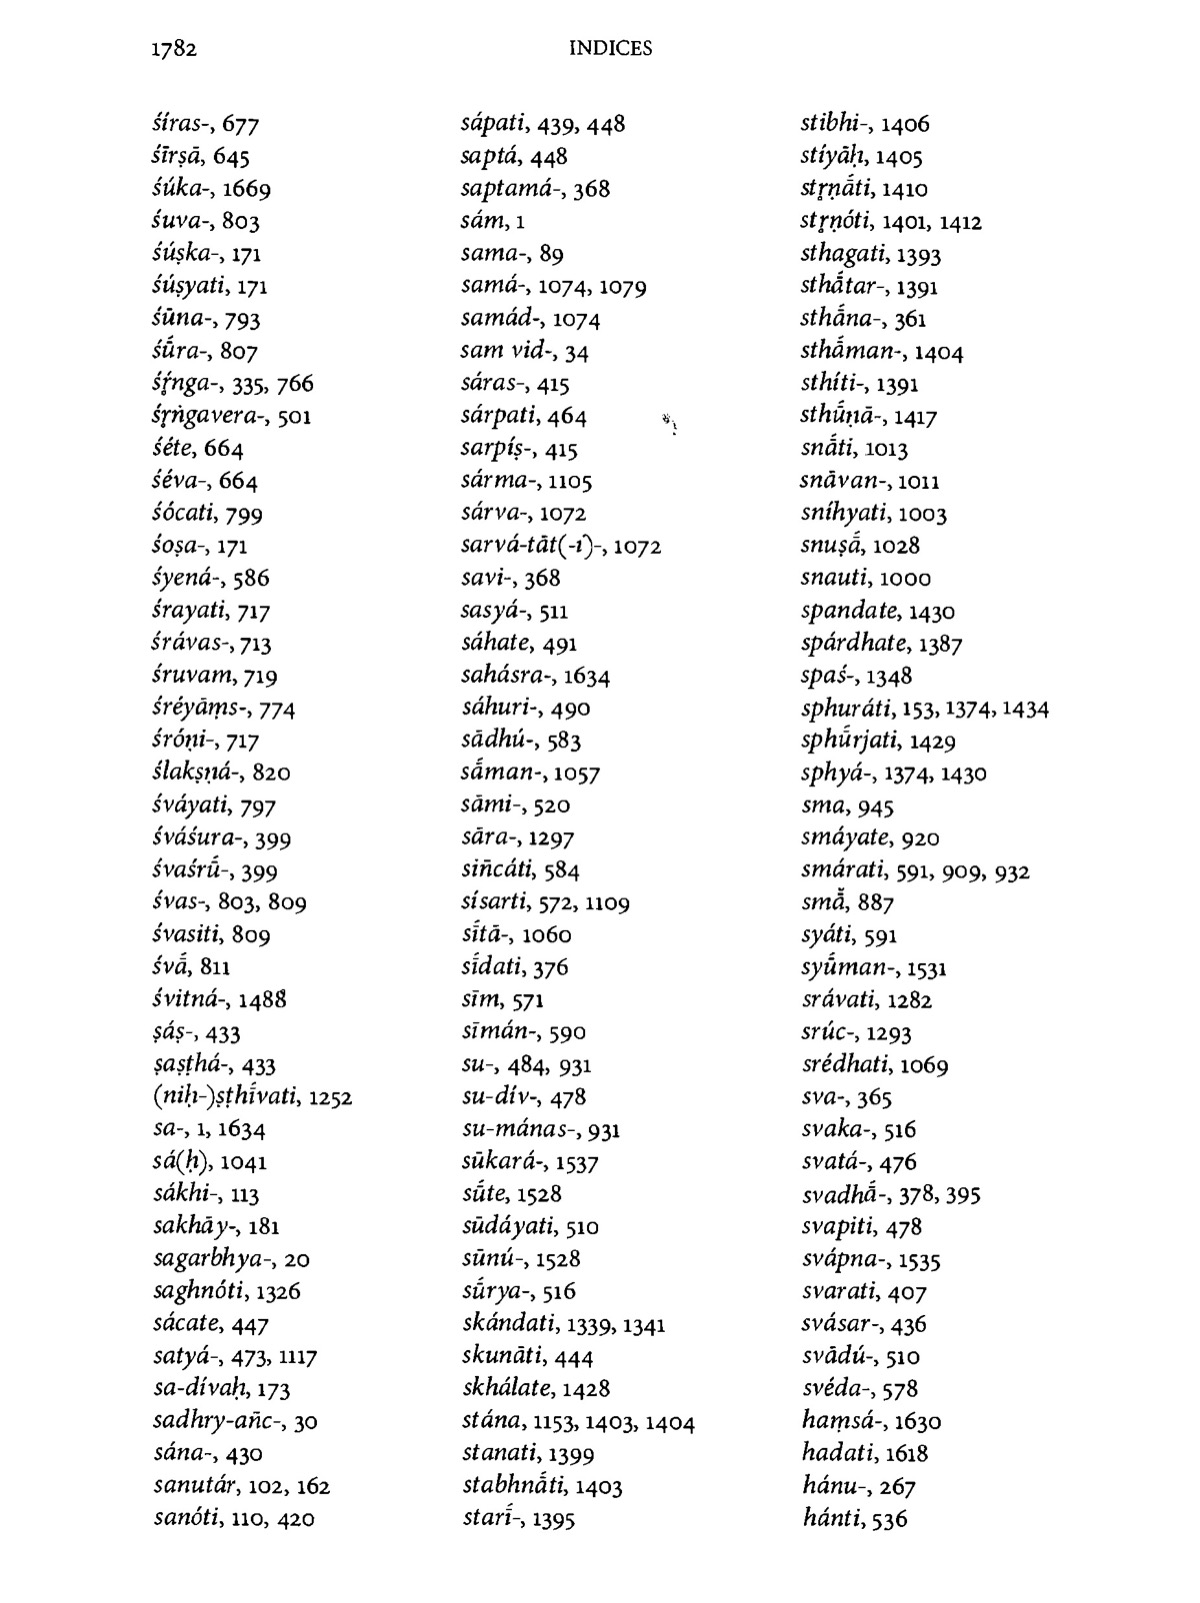 1782
INDICES
śíras-, 677
śīrṣā, 645
śúka-, 1669
śuva-, 803
śúṣka-, 171
śúṣyati, 171
śūna-, 793
śū́ra-, 807
śŕ̥nga-, 335, 766
śr̥ṅgavera-, 501
śéte, 664
śéva-, 664
śócati, 799
śoṣa-, 171
śyená-, 586
śrayati, 717
śrávas-, 713
śruvam, 719
śréyāṃs-, 774
śróṇi-, 717
ślakṣṇá-, 820
śváyati, 797
śváśura-, 399
śvaśrū́-, 399
śvas-, 803, 809
śvasiti, 809
śvā́, 811
śvitná-, 1488
ṣáṣ-, 433
ṣaṣṭhá-, 433
(niḥ-)ṣṭhī́vati, 1252
sa-, 1, 1634
sá(ḥ), 1041
sákhi-, 113
sakhāy-, 181
sagarbhya-, 20
saghnóti, 1326
sácate, 447
satyá-, 473, 1117
sa-dívaḥ, 173
sadhry-añc-, 30
sána-, 430
sanutár, 102, 162
sanóti, 110, 420
sápati, 439, 448
saptá, 448
saptamá-, 368
sám, 1
sama-, 89
samá-, 1074, 1079
samád-, 1074
sam vid-, 34
sáras-, 415
sárpati, 464
sarpíṣ-, 415
sárma-, 1105
sárva-, 1072
sarvá-tāt(-i)-, 1072
savi-, 368
sasyá-, 511
sáhate, 491
sahásra-, 1634
sáhuri-, 490
sādhú-, 583
sā́man-, 1057
sāmi-, 520
sāra-, 1297
siñcáti, 584
sísarti, 572, 1109
sī́tā-, 1060
sī́dati, 376
sīm, 571
sīmán-, 590
su-, 484, 931
su-dív-, 478
su-mánas-, 931
sūkará-, 1537
sū́te, 1528
sūdáyati, 510
sūnú-, 1528
sū́rya-, 516
skándati, 1339, 1341
skunāti, 444
skhálate, 1428
stána, 1153, 1403, 1404
stanati, 1399
stabhnā́ti, 1403
starī́-, 1395
stibhi-, 1406
stíyāḥ, 1405
str̥ṇā́ti, 1410
str̥ṇóti, 1401, 1412
sthagati, 1393
sthā́tar-, 1391
sthā́na-, 361
sthā́man-, 1404
sthíti-, 1391
sthū́ṇā-, 1417
snā́ti, 1013
snāvan-, 1011
sníhyati, 1003
snuṣā́, 1028
snauti, 1000
spandate, 1430
spárdhate, 1387
spaś-, 1348
sphuráti, 153, 1374, 1434
sphū́rjati, 1429
sphyá-, 1374, 1430
sma, 945
smáyate, 920
smárati, 591, 909, 932
smā̆, 887
syáti, 591
syū́man-, 1531
srávati, 1282
srúc-, 1293
srédhati, 1069
sva-, 365
svaka-, 516
svatá-, 476
svadhā́-, 378, 395
svapiti, 478
svápna-, 1535
svarati, 407
svásar-, 436
svādú-, 510
svéda-, 578
haṃsá-, 1630
hadati, 1618
hánu-, 267
hánti, 536